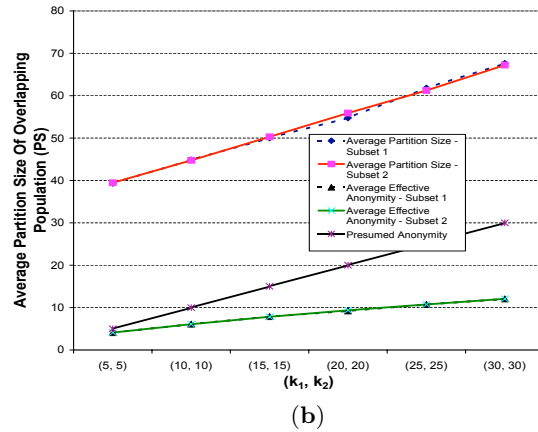 80
70
60
50
40
30
20
10
0
Average Partition Size Of Overlapping
Population (PS)
Average Partition Size -
Subset 1
Average Partition Size -
Subset 2
Average Effective
Anonymity - Subset 1
Average Effective
Anonymity - Subset 2
Presumed Anonymity
(5, 5) (10, 10) (15, 15) (20, 20) (25, 25) (30, 30)
(k₁, k₂)
(b)